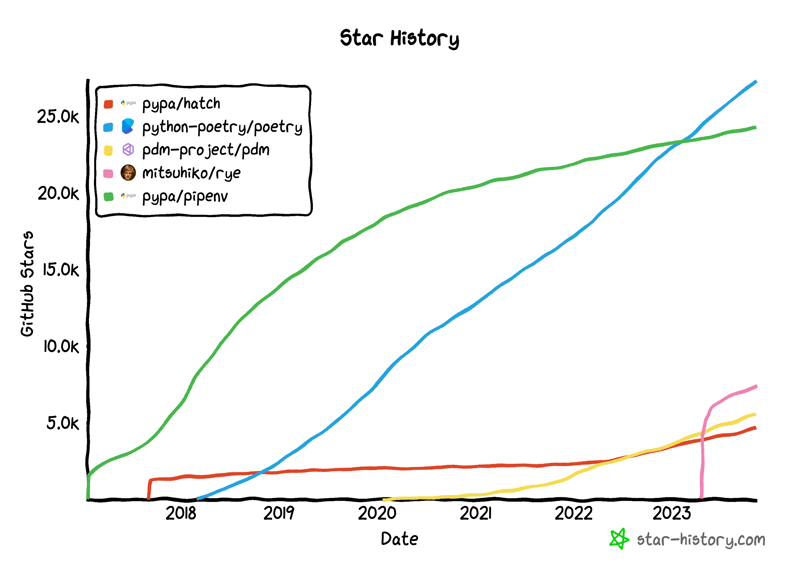 Star History
pypa/hatch
python-poetry/poetry
pdm-project/pdm
mitsuhiko/rye
pypa/pipenv
25.0k
20.0k
15.0k
10.0k
5.0k
GitHub Stars
2018 2019 2020 2021 2022 2023
Date
star-history.com